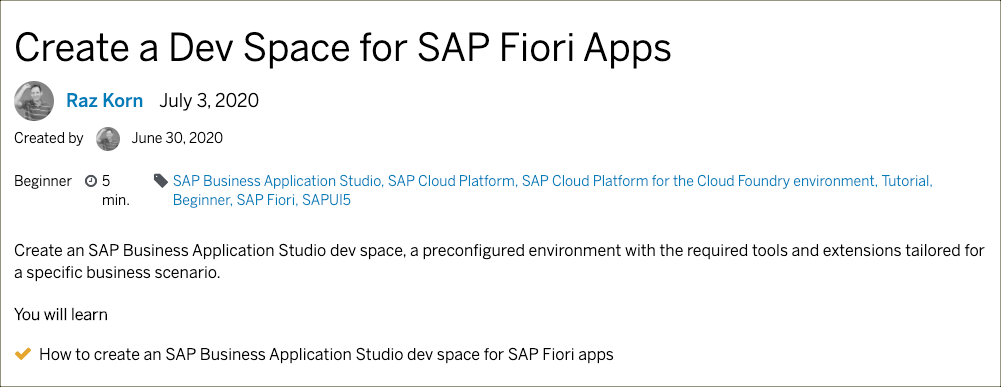 Create a Dev Space for SAP Fiori Apps
Raz Korn July 3, 2020
Created by June 30, 2020
Beginner 5 min. SAP Business Application Studio, SAP Cloud Platform, SAP Cloud Platform for the Cloud Foundry environment, Tutorial,
Beginner, SAP Fiori, SAPUI5
Create an SAP Business Application Studio dev space, a preconfigured environment with the required tools and extensions tailored for
a specific business scenario.
You will learn
How to create an SAP Business Application Studio dev space for SAP Fiori apps